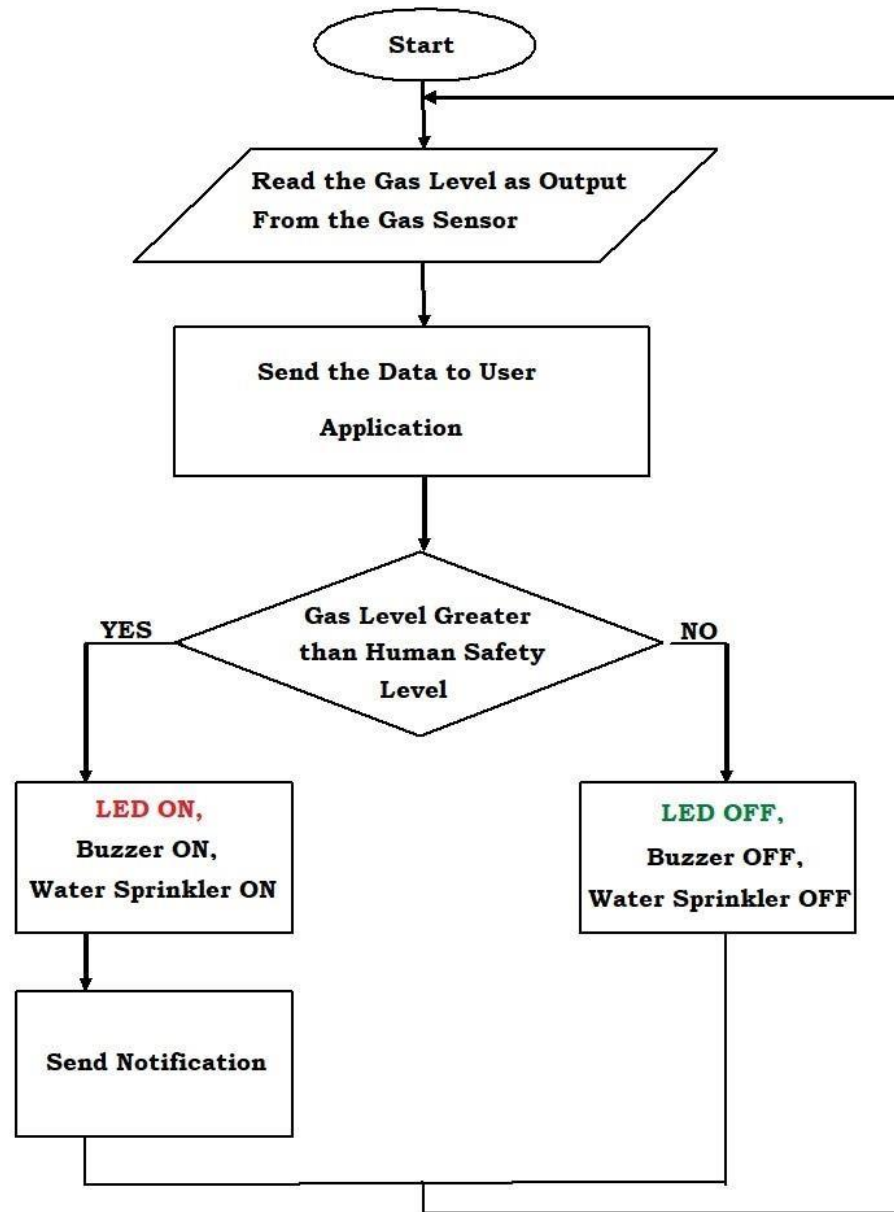 Start
Read the Gas Level as Output
From the Gas Sensor
Send the Data to User
Application
Gas Level Greater
than Human Safety
Level
YES
NO
LED ON,
Buzzer ON,
Water Sprinkler ON
LED OFF,
Buzzer OFF,
Water Sprinkler OFF
Send Notification